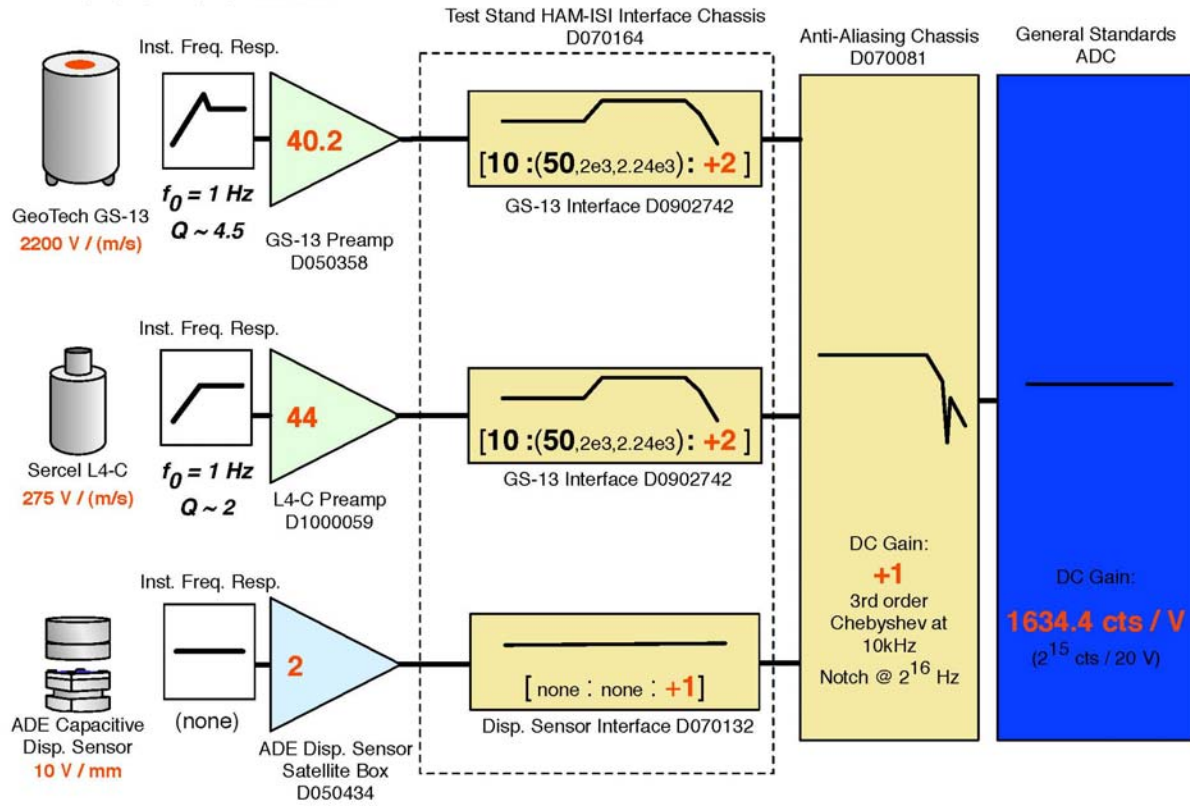 Test Stand HAM-ISI Interface Chassis
D070164
Anti-Aliasing Chassis
D070081
General Standards
ADC
Inst. Freq. Resp.
40.2
[10 :(50,2e3,2.24e3): +2 ]
GS-13 Interface D0902742
f0 = 1 Hz
Q ~ 4.5
GeoTech GS-13
2200 V / (m/s)
GS-13 Preamp
D050358
Inst. Freq. Resp.
44
[10 :(50,2e3,2.24e3): +2 ]
GS-13 Interface D0902742
f0 = 1 Hz
Q ~ 2
Sercel L4-C
275 V / (m/s)
L4-C Preamp
D1000059
Inst. Freq. Resp.
2
[ none : none : +1]
Disp. Sensor Interface D070132
(none)
ADE Capacitive
Disp. Sensor
10 V / mm
ADE Disp. Sensor
Satellite Box
D050434
DC Gain:
+1
3rd order
Chebyshev at
10kHz
Notch @ 2^16 Hz
DC Gain:
1634.4 cts / V
(2^15 cts / 20 V)